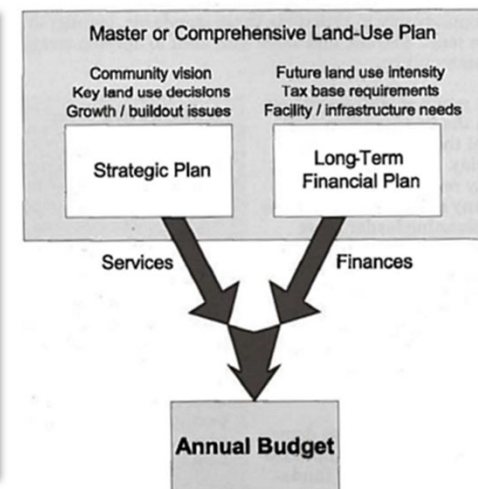 Master or Comprehensive Land-Use Plan
Community vision
Key land use decisions
Growth / buildout issues
Future land use intensity
Tax base requirements
Facility / infrastructure needs
Strategic Plan
Long-Term
Financial Plan
Services
Finances
Annual Budget